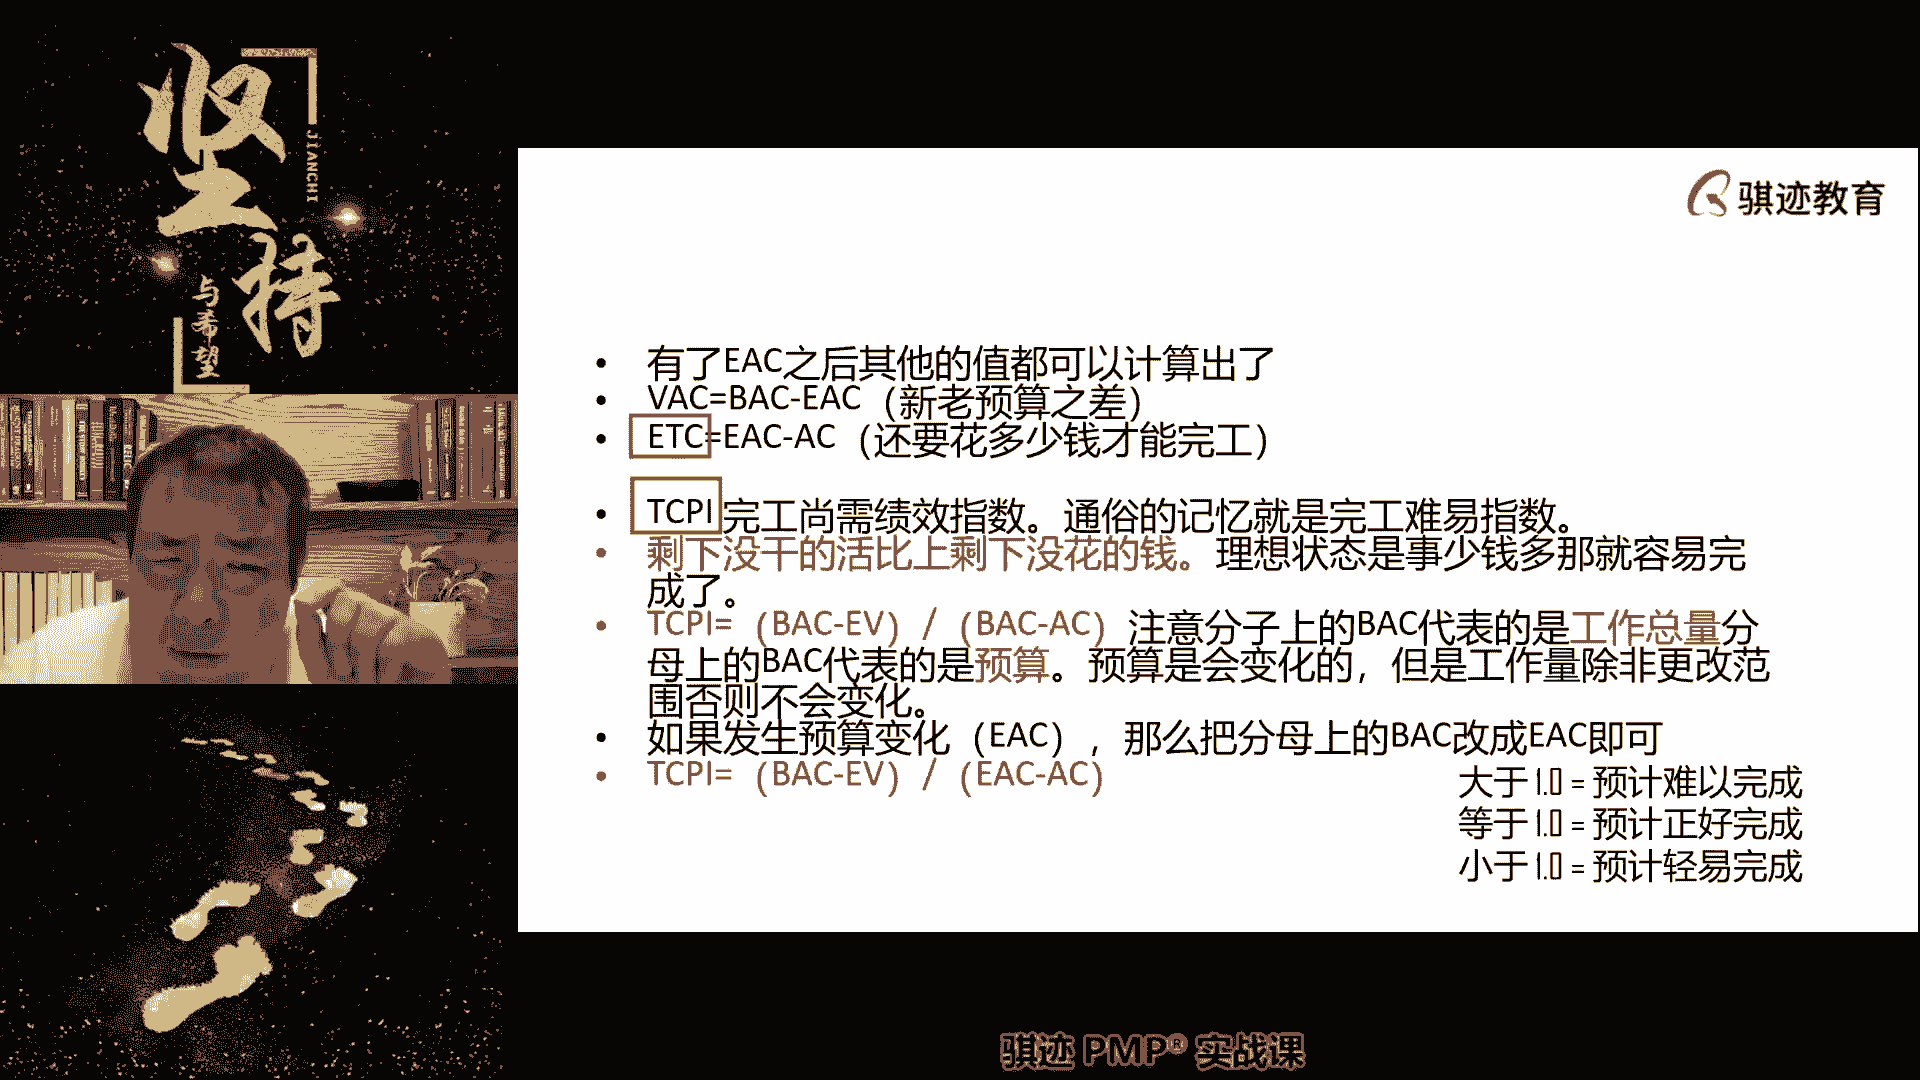 坚持
JIANCHI
与希望
骐迹教育
• 有了EAC之后其他的值都可以计算出了
• VAC=BAC-EAC（新老预算之差）
• ETC=EAC-AC（还要花多少钱才能完工）
• TCPI 完工尚需绩效指数。通俗的记忆就是完工难易指数。
• 剩下没干的活比上剩下没花的钱。理想状态是事少钱多那就容易完
成了。
• TCPI=（BAC-EV）/（BAC-AC）注意分子上的BAC代表的是工作总量分
母上的BAC代表的是预算。预算是会变化的，但是工作量除非更改范
围否则不会变化。
• 如果发生预算变化（EAC），那么把分母上的BAC改成EAC即可
• TCPI=（BAC-EV）/（EAC-AC）
大于1.▯ = 预计难以完成
等于1.▯ = 预计正好完成
小于1.▯ = 预计轻易完成
骐迹 PMP® 实战课